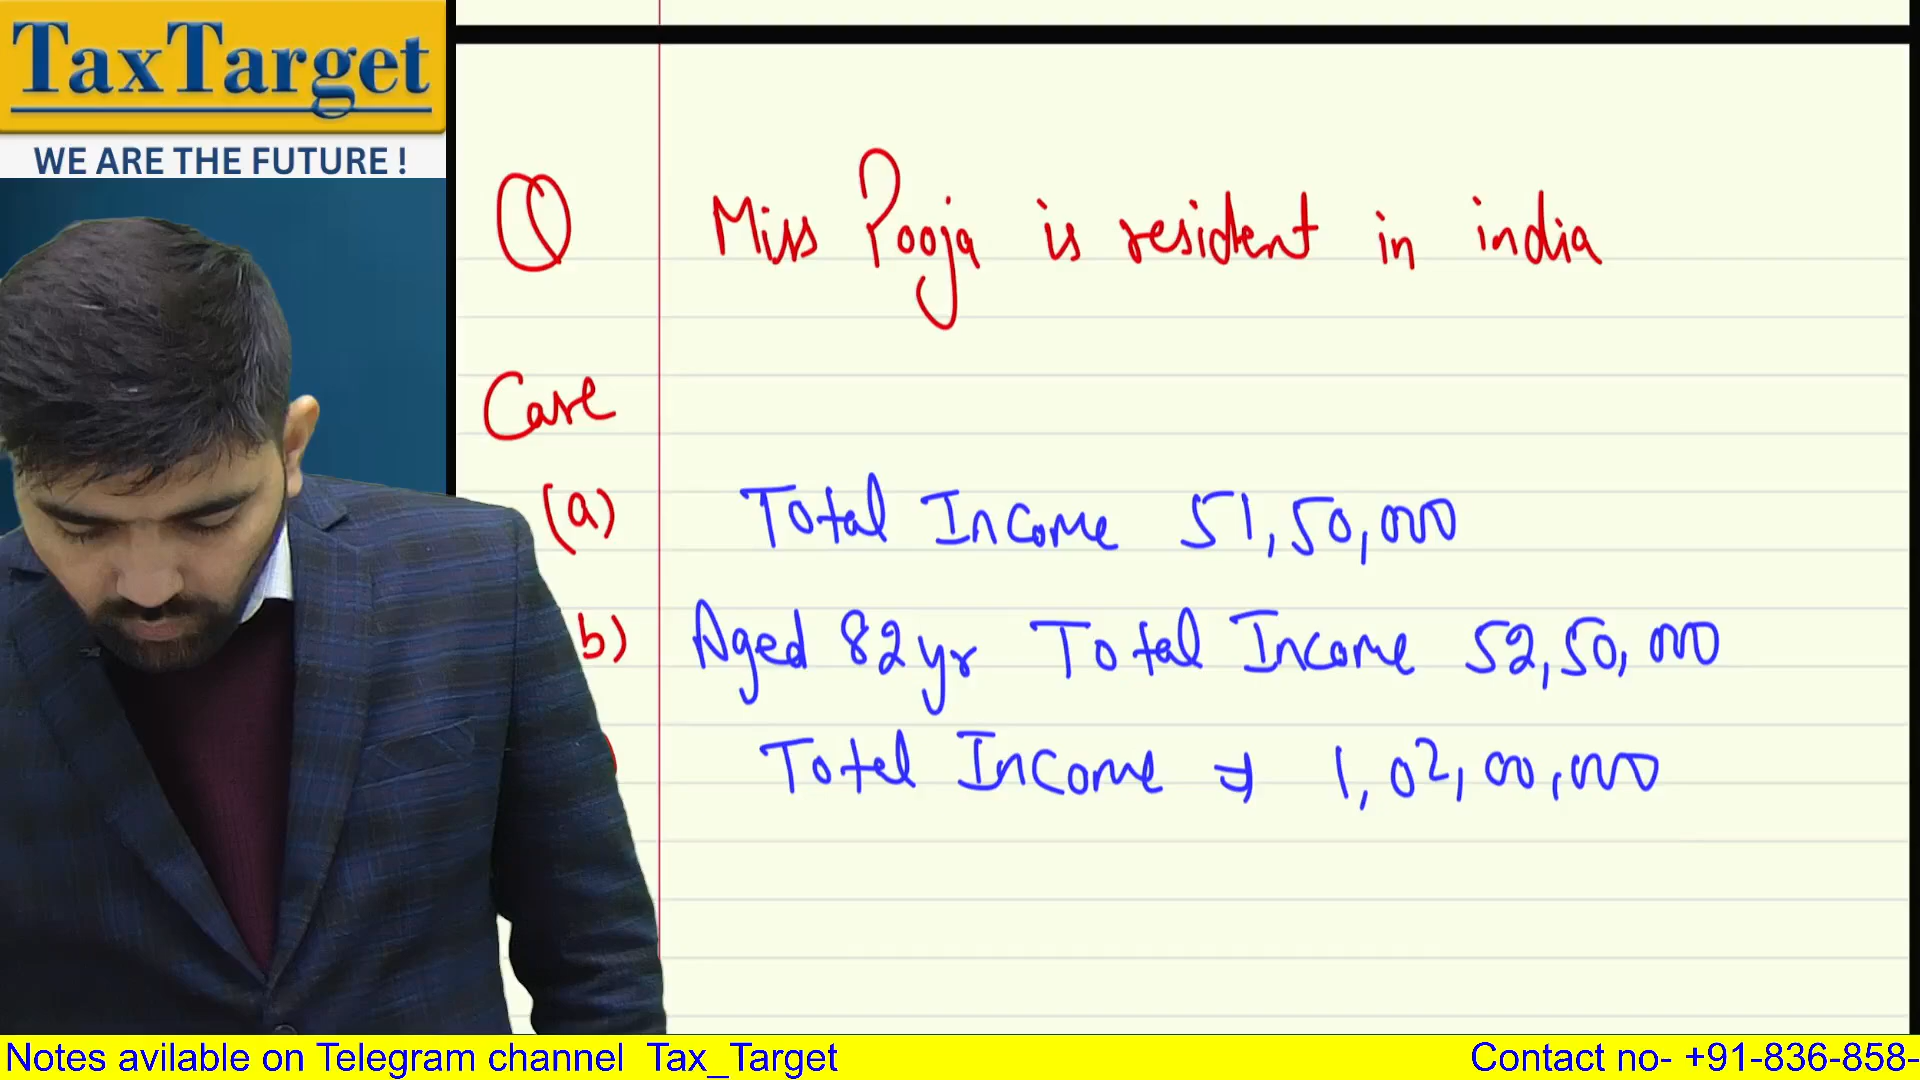 TaxTarget
WE ARE THE FUTURE !
Q Miss Pooja is resident in india
Case
(a) Total Income 51,50,000
b) Aged 82 yr Total Income 52,50,000
Total Income ⇒ 1,02,00,000
Notes avilable on Telegram channel Tax_Target
Contact no- +91-836-858-